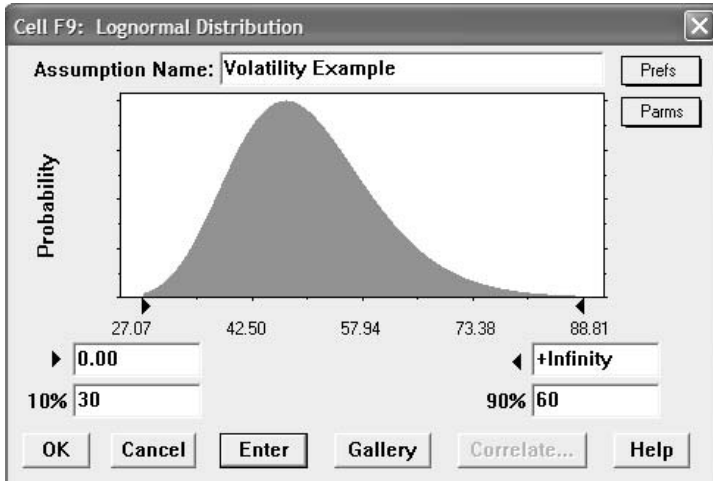 Cell F9: Lognormal Distribution
Assumption Name: Volatility Example
Prefs
Parms
Probability
27.07 42.50 57.94 73.38 88.81
0.00 +Infinity
10% 30 90% 60
OK Cancel Enter Gallery Correlate... Help